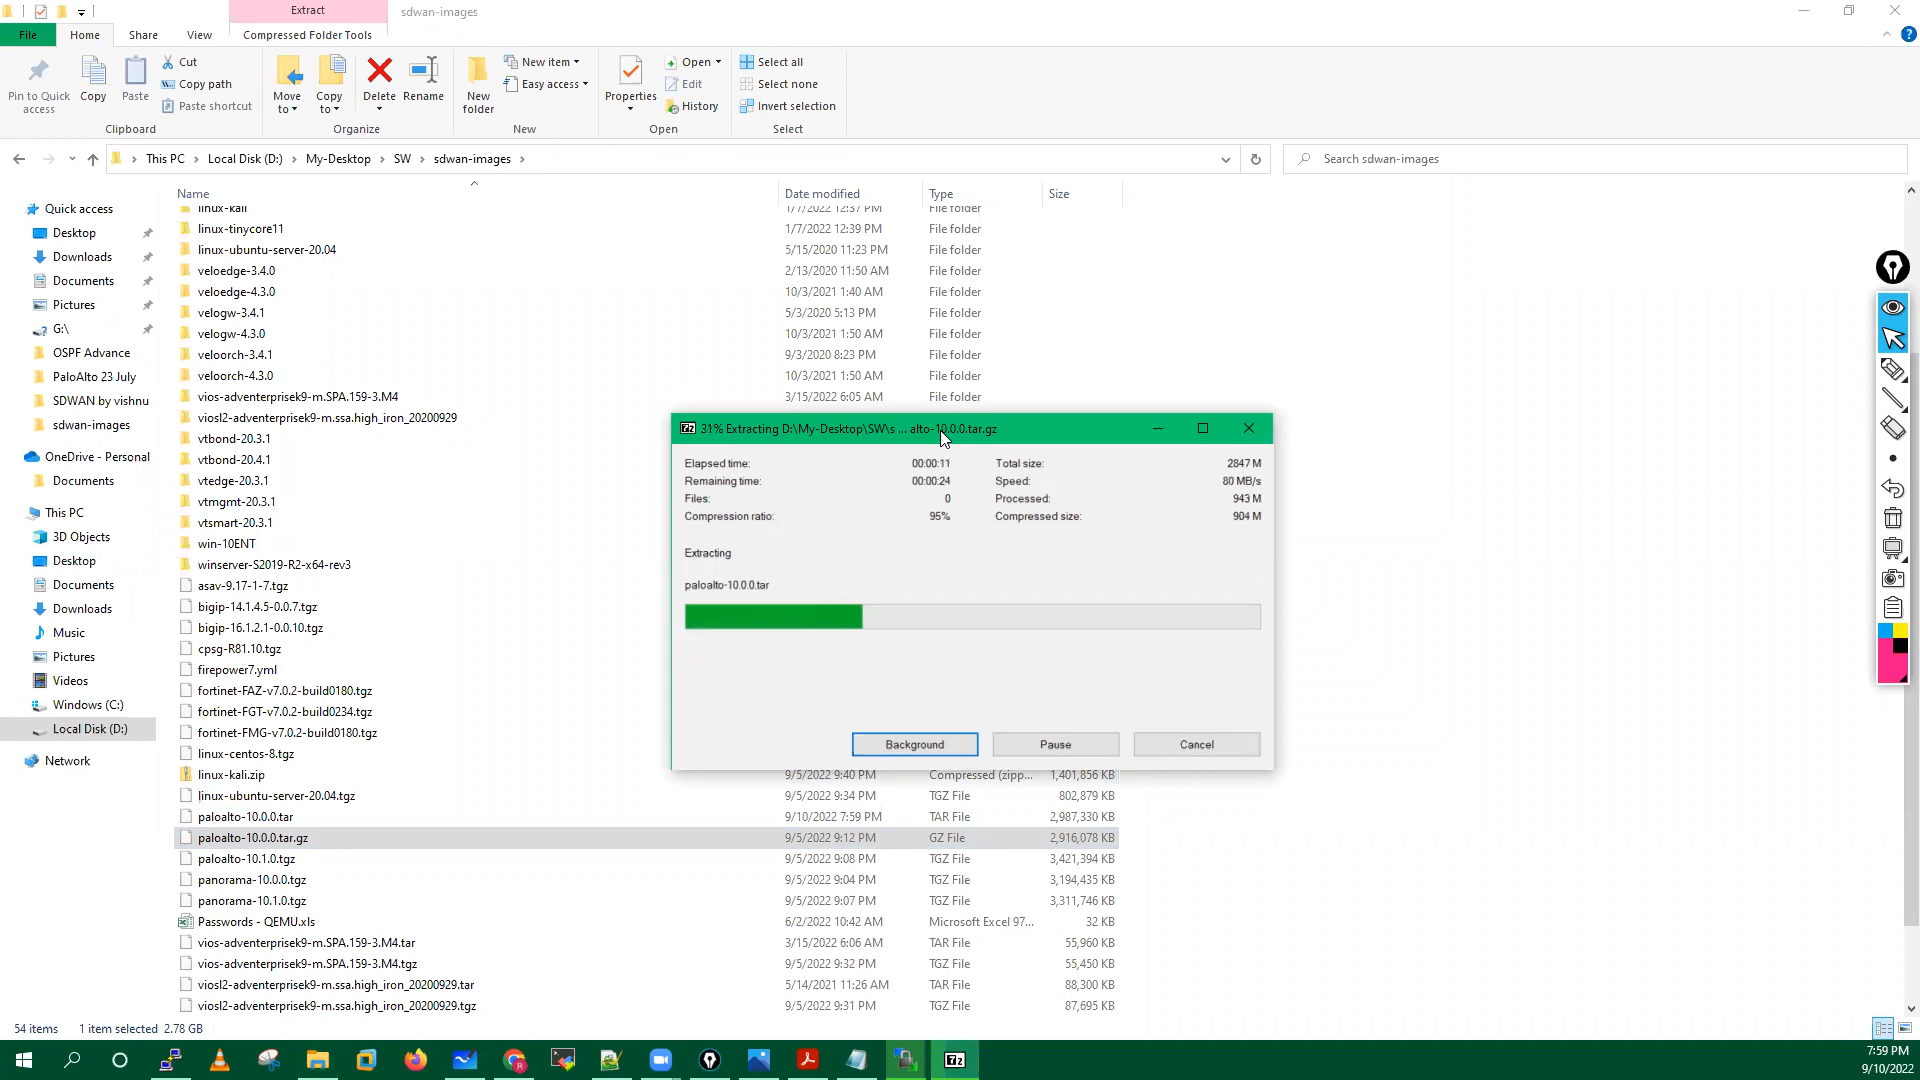 Extract
sdwan-images
File
Home
Share
View
Compressed Folder Tools
Pin to Quick access
Copy
Paste
Cut
Copy path
Paste shortcut
Clipboard
Move to
Copy to
Delete
Rename
Organize
New folder
New item
Easy access
New
Properties
Open
Edit
History
Open
Select all
Select none
Invert selection
Select
This PC > Local Disk (D:) > My-Desktop > SW > sdwan-images >
Search sdwan-images
Name
Date modified
Type
Size
Quick access
Desktop
Downloads
Documents
Pictures
G:\
OSPF Advance
PaloAlto 23 July
SDWAN by vishnu
sdwan-images
OneDrive - Personal
Documents
This PC
3D Objects
Desktop
Documents
Downloads
Music
Pictures
Videos
Windows (C:)
Local Disk (D:)
Network
linux-kali 1/7/2022 12:37 PM File folder
linux-tinycore11 1/7/2022 12:39 PM File folder
linux-ubuntu-server-20.04 5/15/2020 11:23 PM File folder
veloedge-3.4.0 2/13/2020 11:50 AM File folder
veloedge-4.3.0 10/3/2021 1:40 AM File folder
velogw-3.4.1 5/3/2020 5:13 PM File folder
velogw-4.3.0 10/3/2021 1:50 AM File folder
veloorch-3.4.1 9/3/2020 8:23 PM File folder
veloorch-4.3.0 10/3/2021 1:50 AM File folder
vios-adventerprisek9-m.SPA.159-3.M4 3/15/2022 6:05 AM File folder
viosl2-adventerprisek9-m.ssa.high_iron_20200929
vtbond-20.3.1
vtbond-20.4.1
vtedge-20.3.1
vtmgmt-20.3.1
vtsmart-20.3.1
win-10ENT
winserver-S2019-R2-x64-rev3
asav-9.17-1-7.tgz
bigip-14.1.4.5-0.0.7.tgz
bigip-16.1.2.1-0.0.10.tgz
cpsg-R81.10.tgz
firepower7.yml
fortinet-FAZ-v7.0.2-build0180.tgz
fortinet-FGT-v7.0.2-build0234.tgz
fortinet-FMG-v7.0.2-build0180.tgz
linux-centos-8.tgz
linux-kali.zip 9/5/2022 9:40 PM Compressed (zipp... 1,401,856 KB
linux-ubuntu-server-20.04.tgz 9/5/2022 9:34 PM TGZ File 802,879 KB
paloalto-10.0.0.tar 9/10/2022 7:59 PM TAR File 2,987,330 KB
paloalto-10.0.0.tar.gz 9/5/2022 9:12 PM GZ File 2,916,078 KB
paloalto-10.1.0.tgz 9/5/2022 9:08 PM TGZ File 3,421,394 KB
panorama-10.0.0.tgz 9/5/2022 9:04 PM TGZ File 3,194,435 KB
panorama-10.1.0.tgz 9/5/2022 9:07 PM TGZ File 3,311,746 KB
Passwords - QEMU.xls 6/2/2022 10:42 AM Microsoft Excel 97... 32 KB
vios-adventerprisek9-m.SPA.159-3.M4.tar 3/15/2022 6:06 AM TAR File 55,960 KB
vios-adventerprisek9-m.SPA.159-3.M4.tgz 9/5/2022 9:32 PM TGZ File 55,450 KB
viosl2-adventerprisek9-m.ssa.high_iron_20200929.tar 5/14/2021 11:26 AM TAR File 88,300 KB
viosl2-adventerprisek9-m.ssa.high_iron_20200929.tgz 9/5/2022 9:31 PM TGZ File 87,695 KB
7z 31% Extracting D:\My-Desktop\SW\s ... alto-10.0.0.tar.gz
Elapsed time: 00:00:11 Total size: 2847 M
Remaining time: 00:00:24 Speed: 80 MB/s
Files: 0 Processed: 943 M
Compression ratio: 95% Compressed size: 904 M
Extracting
paloalto-10.0.0.tar
Background
Pause
Cancel
54 items 1 item selected 2.78 GB
7z
7:59 PM
9/10/2022